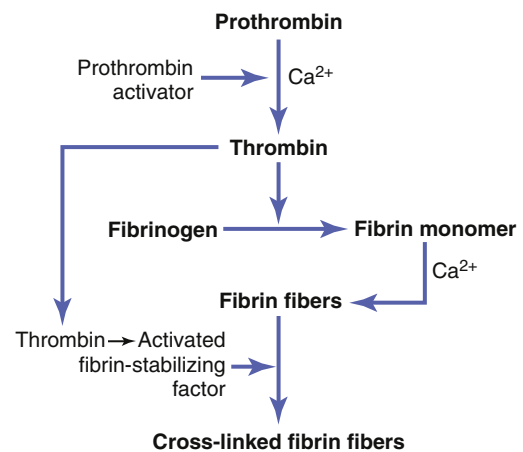 Prothrombin
Prothrombin
activator
Ca²⁺
Thrombin
Fibrinogen
Fibrin monomer
Ca²⁺
Fibrin fibers
Thrombin → Activated
fibrin-stabilizing
factor
Cross-linked fibrin fibers